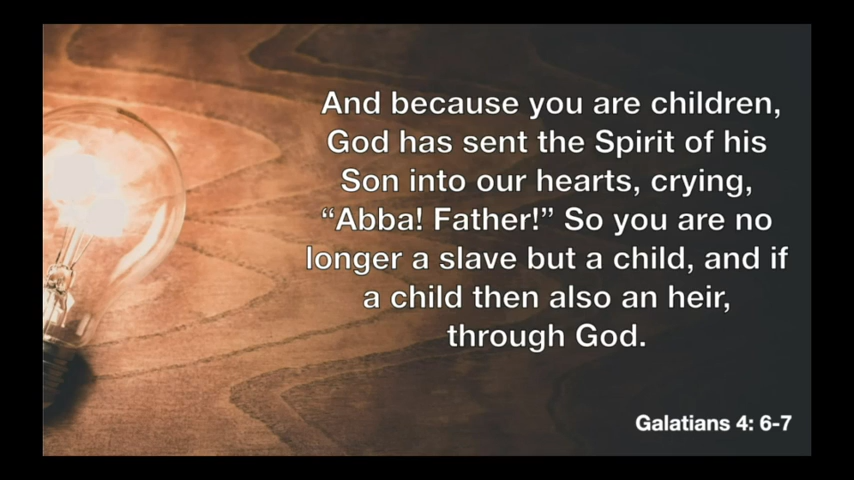 And because you are children,
God has sent the Spirit of his
Son into our hearts, crying,
“Abba! Father!” So you are no
longer a slave but a child, and if
a child then also an heir,
through God.
Galatians 4: 6-7